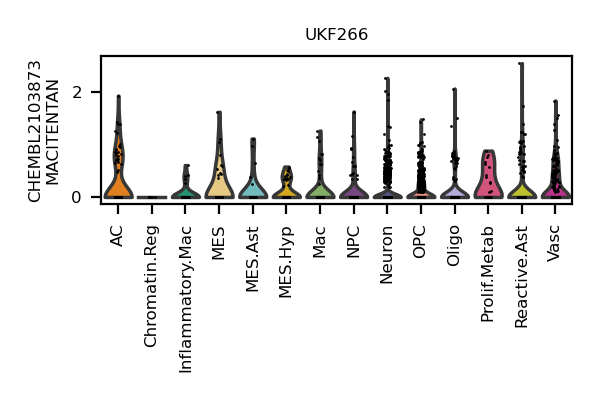 UKF266
CHEMBL2103873
MACITENTAN
2
0
AC
Chromatin.Reg
Inflammatory.Mac
MES
MES.Ast
MES.Hyp
Mac
NPC
Neuron
OPC
Oligo
Prolif.Metab
Reactive.Ast
Vasc